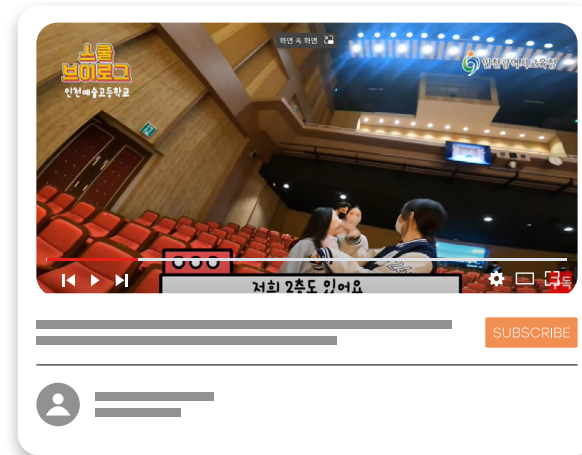 화면 속 화면
스쿨
브이로그
인천예술고등학교
인천광역시교육청
저희 2층도 있어요
구독
SUBSCRIBE